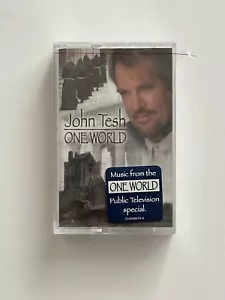 John Tesh
ONE WORLD
Music from the
ONE WORLD
Public Television
special.